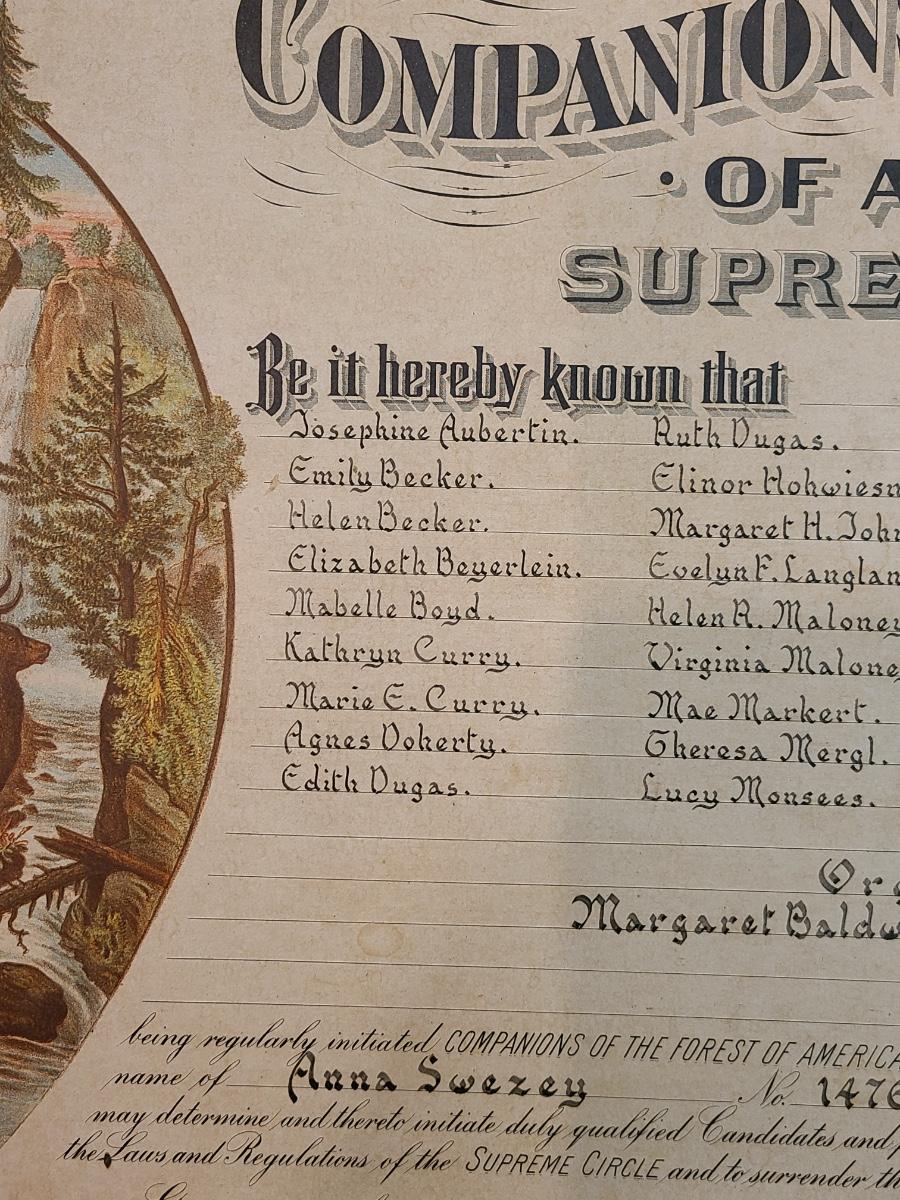 COMPANIONS
· OF A
SUPRE
Be it hereby known that
Josephine Aubertin. Ruth Dugas.
Emily Becker. Elinor Hohwiesn
Helen Becker. Margaret H. John
Elizabeth Beyerlein. Evelyn F. Langlan
Mabelle Boyd. Helen R. Maloney
Kathryn Curry. Virginia Maloney
Marie E. Curry. Mae Markert.
Agnes Doherty. Theresa Mergl.
Edith Dugas. Lucy Monsees.
Org
Margaret Baldw
being regularly initiated COMPANIONS OF THE FOREST OF AMERICA
name of Anna Swezey No. 1476
may determine and thereto initiate duly qualified Candidates and
the Laws and Regulations of the SUPREME CIRCLE and to surrender th